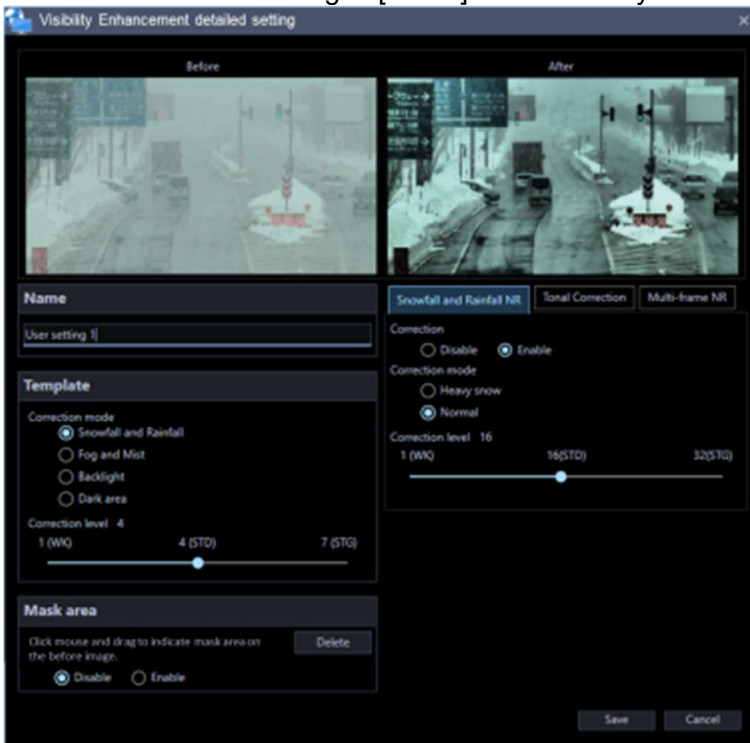 Visibility Enhancement detailed setting
Before
After
Name
User setting 1
Template
Correction mode
Snowfall and Rainfall
Fog and Mist
Backlight
Dark area
Correction level 4
1 (WK) 4 (STD) 7 (STG)
Mask area
Click mouse and drag to indicate mask area on
the before image.
Delete
Disable Enable
Snowfall and Rainfall NR Tonal Correction Multi-frame NR
Correction
Disable Enable
Correction mode
Heavy snow
Normal
Correction level 16
1 (WK) 16(STD) 32(STG)
Save Cancel